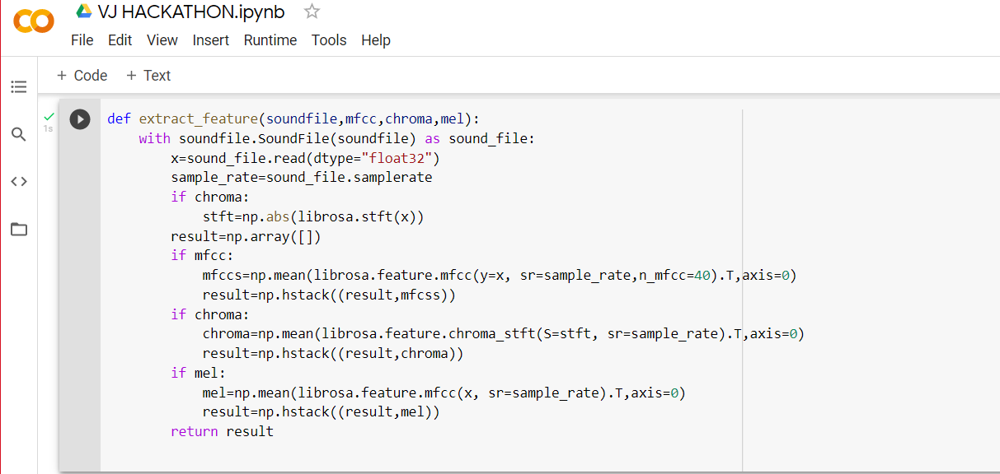 VJ HACKATHON.ipynb
File Edit View Insert Runtime Tools Help
+ Code + Text
1s
def extract_feature(soundfile,mfcc,chroma,mel):
    with soundfile.SoundFile(soundfile) as sound_file:
        x=sound_file.read(dtype="float32")
        sample_rate=sound_file.samplerate
        if chroma:
            stft=np.abs(librosa.stft(x))
        result=np.array([])
        if mfcc:
            mfccs=np.mean(librosa.feature.mfcc(y=x, sr=sample_rate,n_mfcc=40).T,axis=0)
            result=np.hstack((result,mfcss))
        if chroma:
            chroma=np.mean(librosa.feature.chroma_stft(S=stft, sr=sample_rate).T,axis=0)
            result=np.hstack((result,chroma))
        if mel:
            mel=np.mean(librosa.feature.mfcc(x, sr=sample_rate).T,axis=0)
            result=np.hstack((result,mel))
        return result